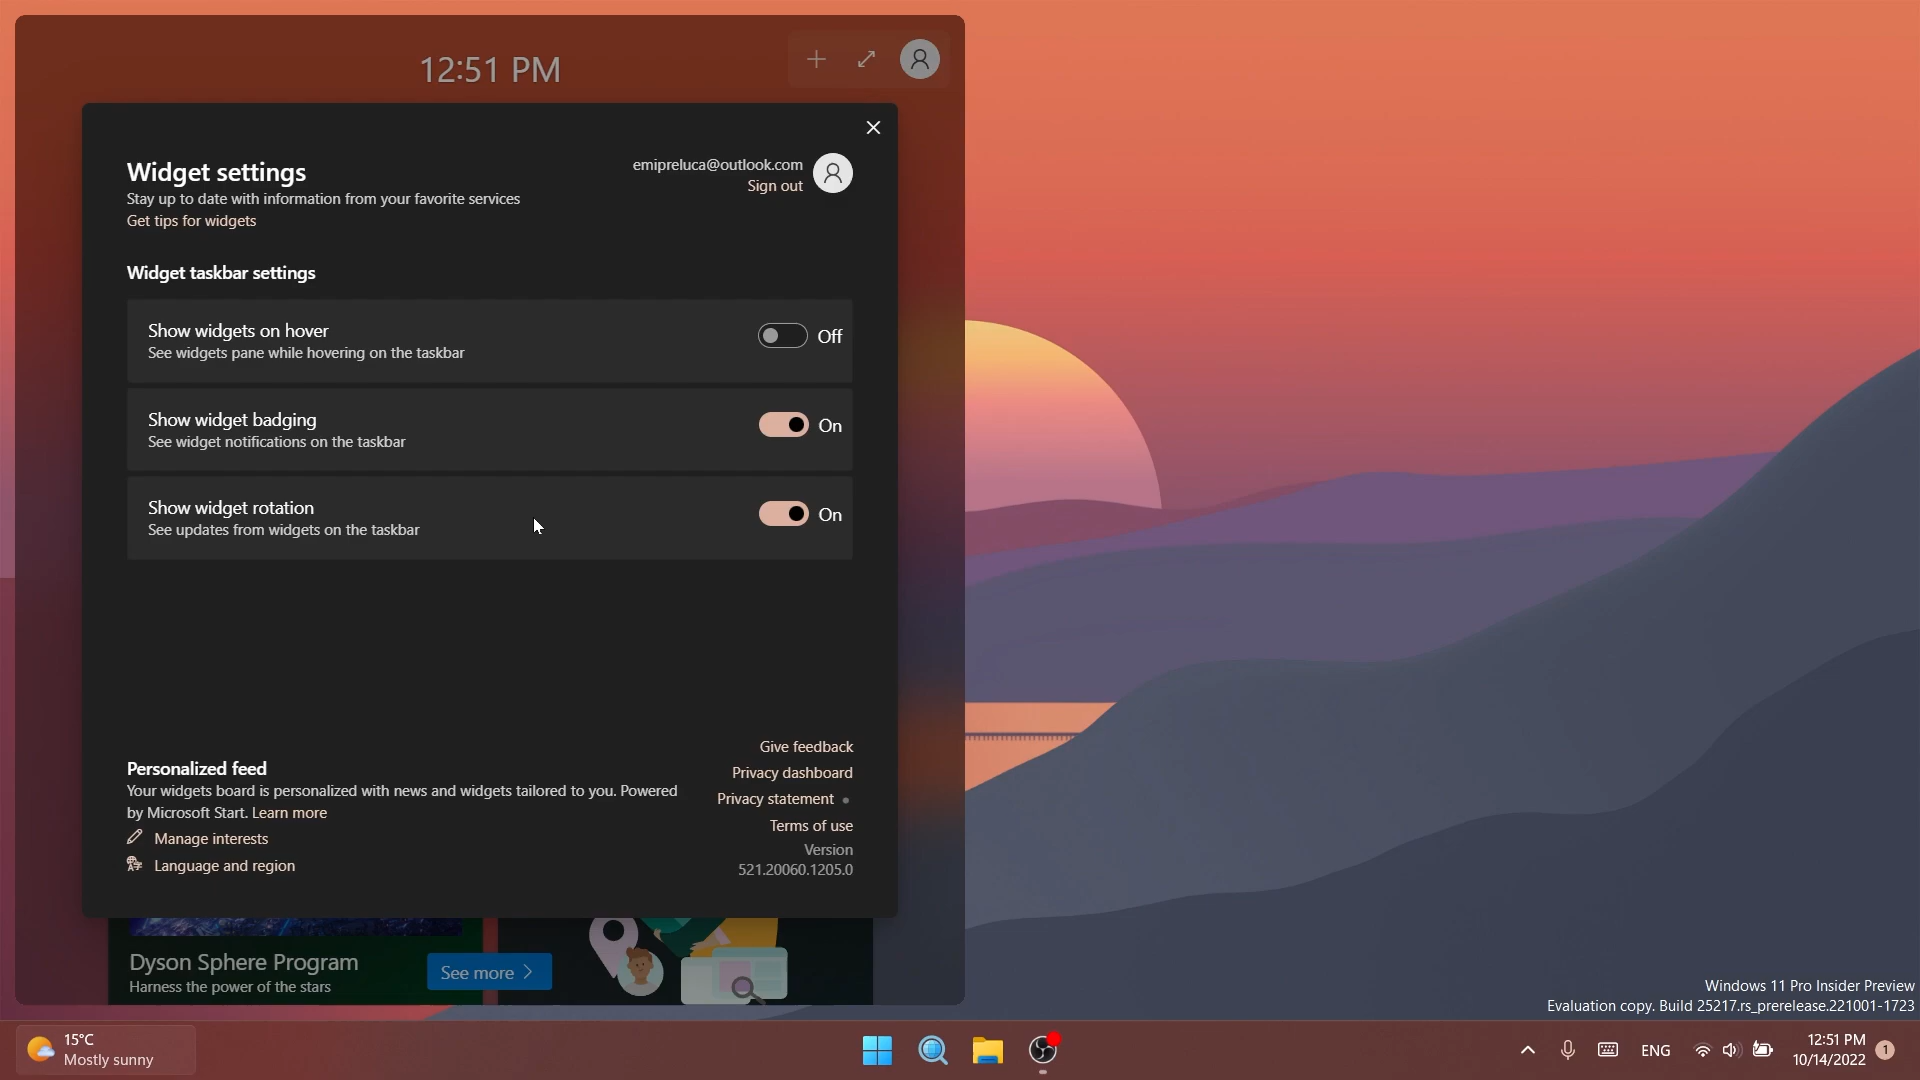 12:51 PM
Widget settings
Stay up to date with information from your favorite services
Get tips for widgets
emipreluca@outlook.com
Sign out
Widget taskbar settings
Show widgets on hover
See widgets pane while hovering on the taskbar
Off
Show widget badging
See widget notifications on the taskbar
On
Show widget rotation
See updates from widgets on the taskbar
On
Personalized feed
Your widgets board is personalized with news and widgets tailored to you. Powered
by Microsoft Start. Learn more
Manage interests
Language and region
Give feedback
Privacy dashboard
Privacy statement
Terms of use
Version
521.20060.1205.0
Dyson Sphere Program
Harness the power of the stars
See more
Windows 11 Pro Insider Preview
Evaluation copy. Build 25217.rs_prerelease.221001-1723
15°C
Mostly sunny
ENG
12:51 PM
10/14/2022
1